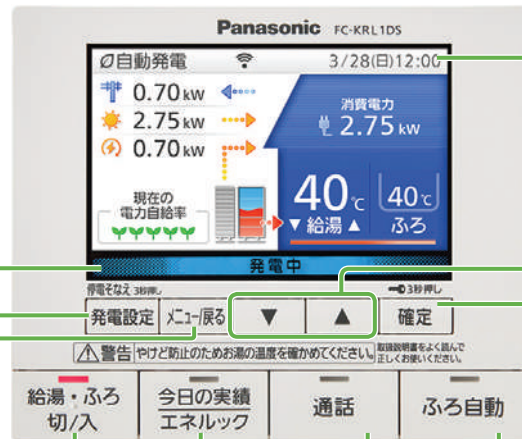 Panasonic FC-KRL1DS
自動発電 3/28(日)12:00
0.70kW
2.75kW
0.70kW
消費電力
2.75kW
現在の
電力自給率
40℃
▼給湯▲
40℃
ふろ
発電中
停電そなえ 3秒押し
3秒押し
発電設定
メニュー/戻る
▼
▲
確定
警告 やけど防止のためお湯の温度を確かめてください。
取扱説明書をよく読んで
正しくお使いください。
給湯・ふろ
切/入
今日の実績
エネルック
通話
ふろ自動